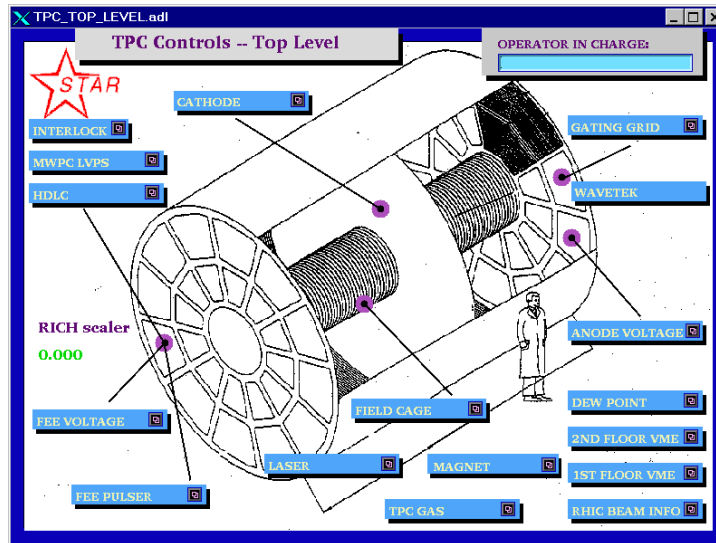 TPC_TOP_LEVEL.adl
TPC Controls -- Top Level
OPERATOR IN CHARGE:
STAR
CATHODE
INTERLOCK
GATING GRID
MWPC LVPS
HDLC
WAVETEK
RICH scaler
0.000
ANODE VOLTAGE
FEE VOLTAGE
FIELD CAGE
DEW POINT
2ND FLOOR VME
LASER
MAGNET
1ST FLOOR VME
FEE PULSER
TPC GAS
RHIC BEAM INFO